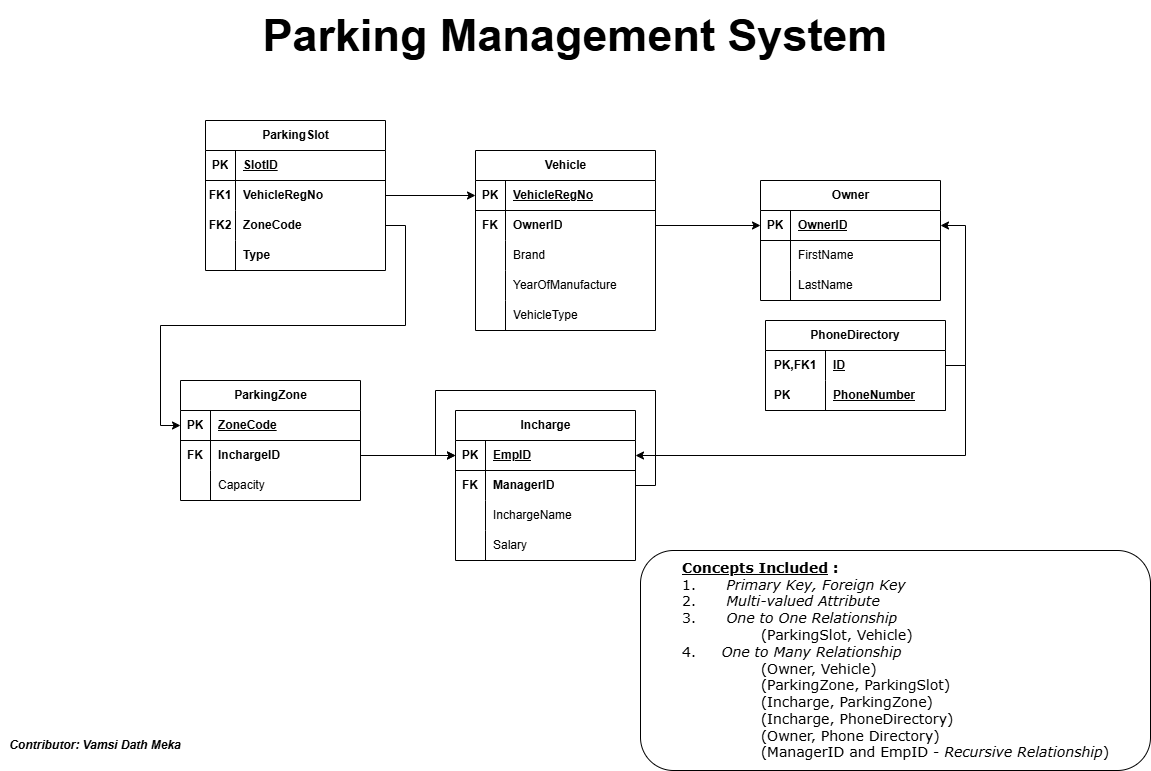 Parking Management System
ParkingSlot
PK SlotID
FK1 VehicleRegNo
FK2 ZoneCode
Type
Vehicle
PK VehicleRegNo
FK OwnerID
Brand
YearOfManufacture
VehicleType
Owner
PK OwnerID
FirstName
LastName
PhoneDirectory
PK,FK1 ID
PK PhoneNumber
ParkingZone
PK ZoneCode
FK InchargeID
Capacity
Incharge
PK EmpID
FK ManagerID
InchargeName
Salary
Concepts Included :
1. Primary Key, Foreign Key
2. Multi-valued Attribute
3. One to One Relationship
(ParkingSlot, Vehicle)
4. One to Many Relationship
(Owner, Vehicle)
(ParkingZone, ParkingSlot)
(Incharge, ParkingZone)
(Incharge, PhoneDirectory)
(Owner, Phone Directory)
(ManagerID and EmpID - Recursive Relationship)
Contributor: Vamsi Dath Meka